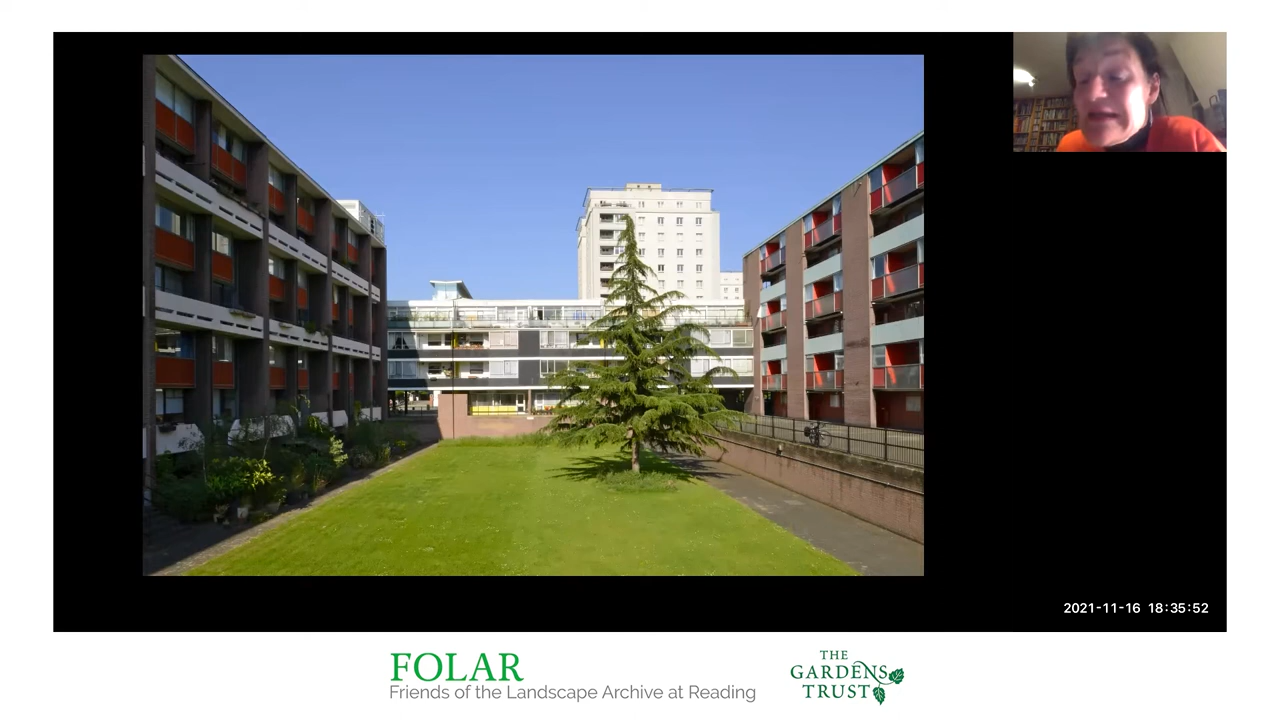 2021-11-16 18:35:52
FOLAR
Friends of the Landscape Archive at Reading
THE
GARDENS
TRUST